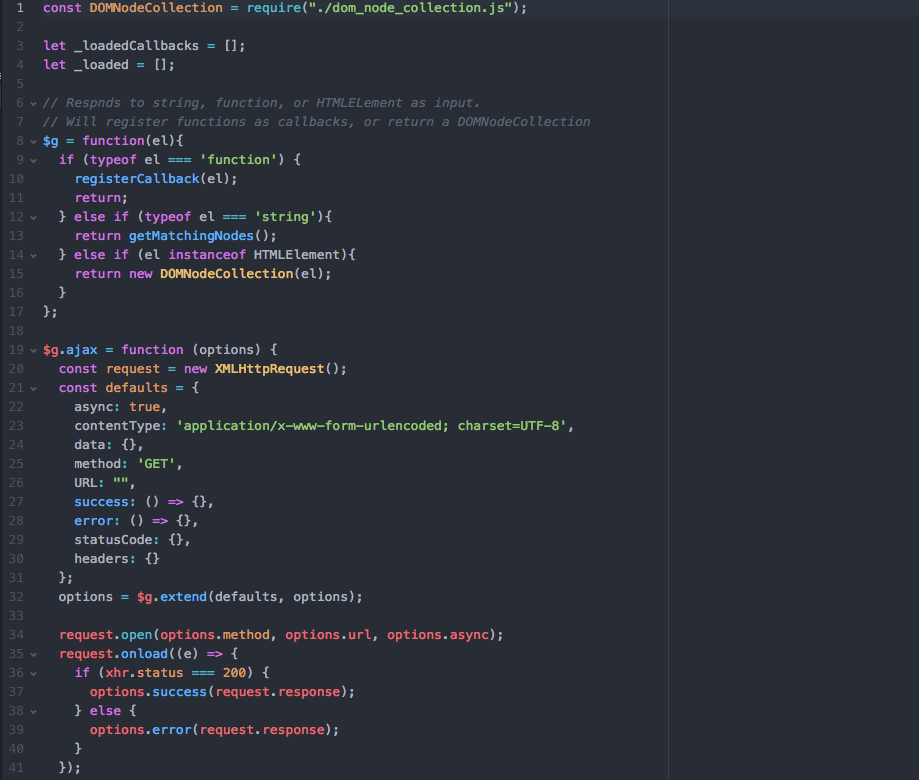 1 const DOMNodeCollection = require("./dom_node_collection.js");
2
3 let _loadedCallbacks = [];
4 let _loaded = [];
5
6 // Respnds to string, function, or HTMLELement as input.
7 // Will register functions as callbacks, or return a DOMNodeCollection
8 $g = function(el){
9   if (typeof el === 'function') {
10     registerCallback(el);
11     return;
12   } else if (typeof el === 'string'){
13     return getMatchingNodes();
14   } else if (el instanceof HTMLElement){
15     return new DOMNodeCollection(el);
16   }
17 };
18
19 $g.ajax = function (options) {
20   const request = new XMLHttpRequest();
21   const defaults = {
22     async: true,
23     contentType: 'application/x-www-form-urlencoded; charset=UTF-8',
24     data: {},
25     method: 'GET',
26     URL: "",
27     success: () => {},
28     error: () => {},
29     statusCode: {},
30     headers: {}
31   };
32   options = $g.extend(defaults, options);
33
34   request.open(options.method, options.url, options.async);
35   request.onload((e) => {
36     if (xhr.status === 200) {
37       options.success(request.response);
38     } else {
39       options.error(request.response);
40     }
41   });